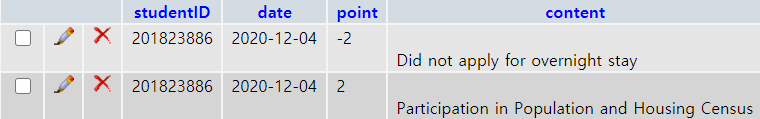 studentID date point content
201823886 2020-12-04 -2
Did not apply for overnight stay
201823886 2020-12-04 2
Participation in Population and Housing Census